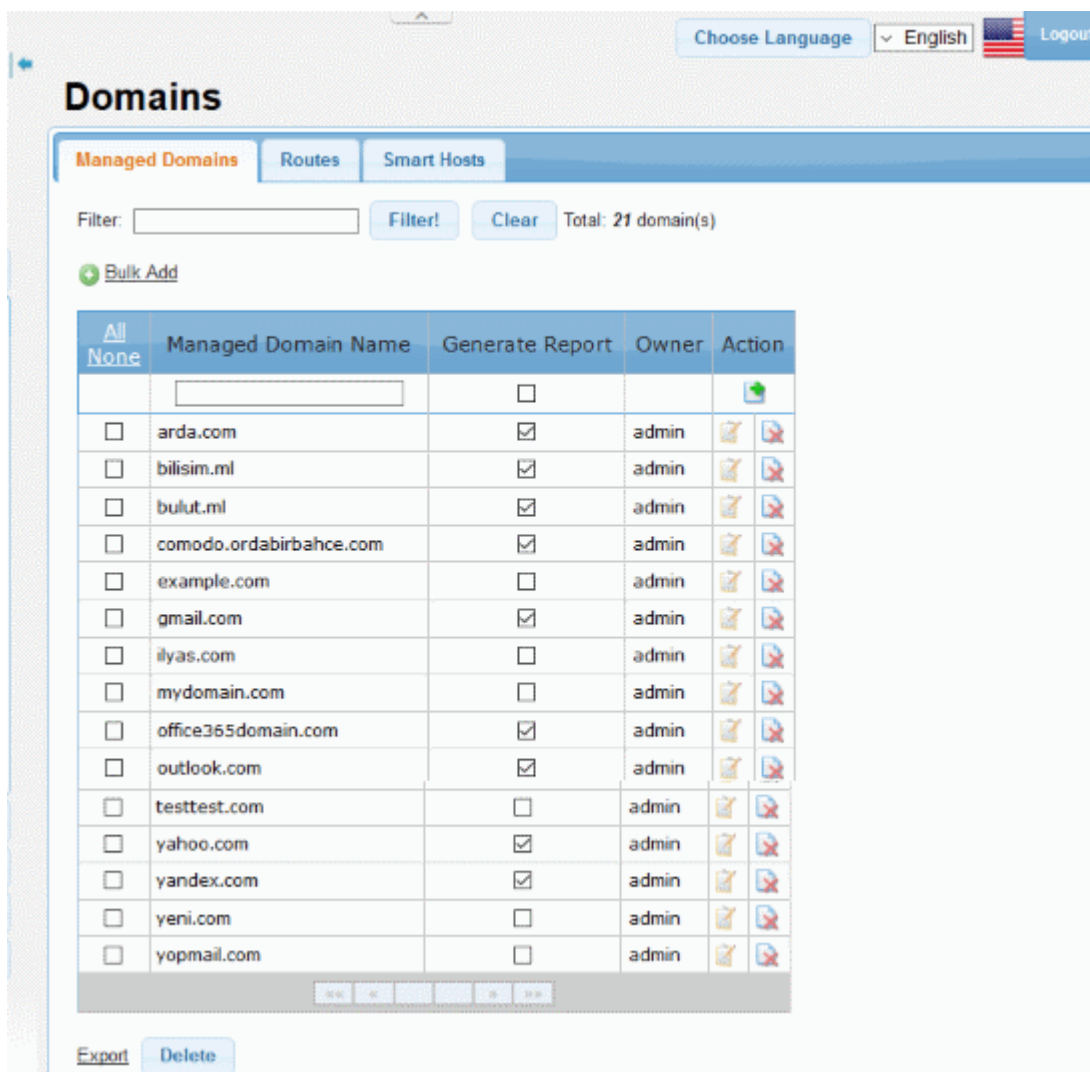 Choose Language English Logout
Domains
Managed Domains Routes Smart Hosts
Filter: Filter! Clear Total: 21 domain(s)
Bulk Add
All None Managed Domain Name Generate Report Owner Action
arda.com admin
bilisim.ml admin
bulut.ml admin
comodo.ordabirbahce.com admin
example.com admin
gmail.com admin
ilyas.com admin
mydomain.com admin
office365domain.com admin
outlook.com admin
testtest.com admin
yahoo.com admin
yandex.com admin
yeni.com admin
yopmail.com admin
«« « » »»
Export Delete